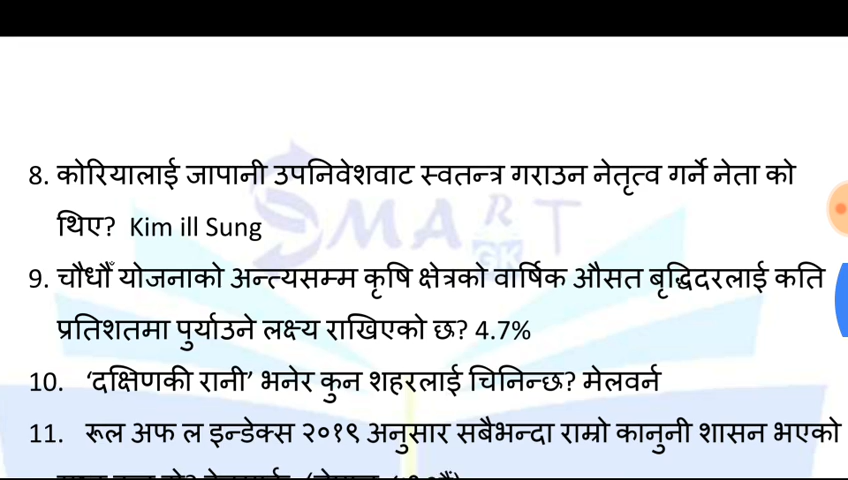 8. कोरियालाई जापानी उपनिवेशवाट स्वतन्त्र गराउन नेतृत्व गर्ने नेता को
थिए? Kim ill Sung
9. चौधौँ योजनाको अन्त्यसम्म कृषि क्षेत्रको वार्षिक औसत बृद्धिदरलाई कति
प्रतिशतमा पुर्याउने लक्ष्य राखिएको छ? 4.7%
10. ‘दक्षिणकी रानी’ भनेर कुन शहरलाई चिनिन्छ? मेलवर्न
11. रूल अफ ल इन्डेक्स २०१९ अनुसार सबैभन्दा राम्रो कानुनी शासन भएको
SMART
GK